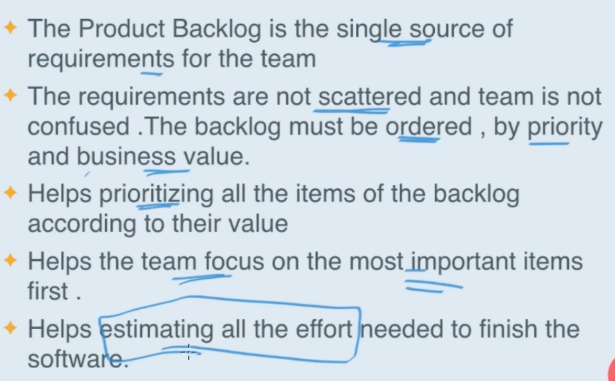 The Product Backlog is the single source of
requirements for the team
The requirements are not scattered and team is not
confused .The backlog must be ordered , by priority
and business value.
Helps prioritizing all the items of the backlog
according to their value
Helps the team focus on the most important items
first .
Helps estimating all the effort needed to finish the
software.